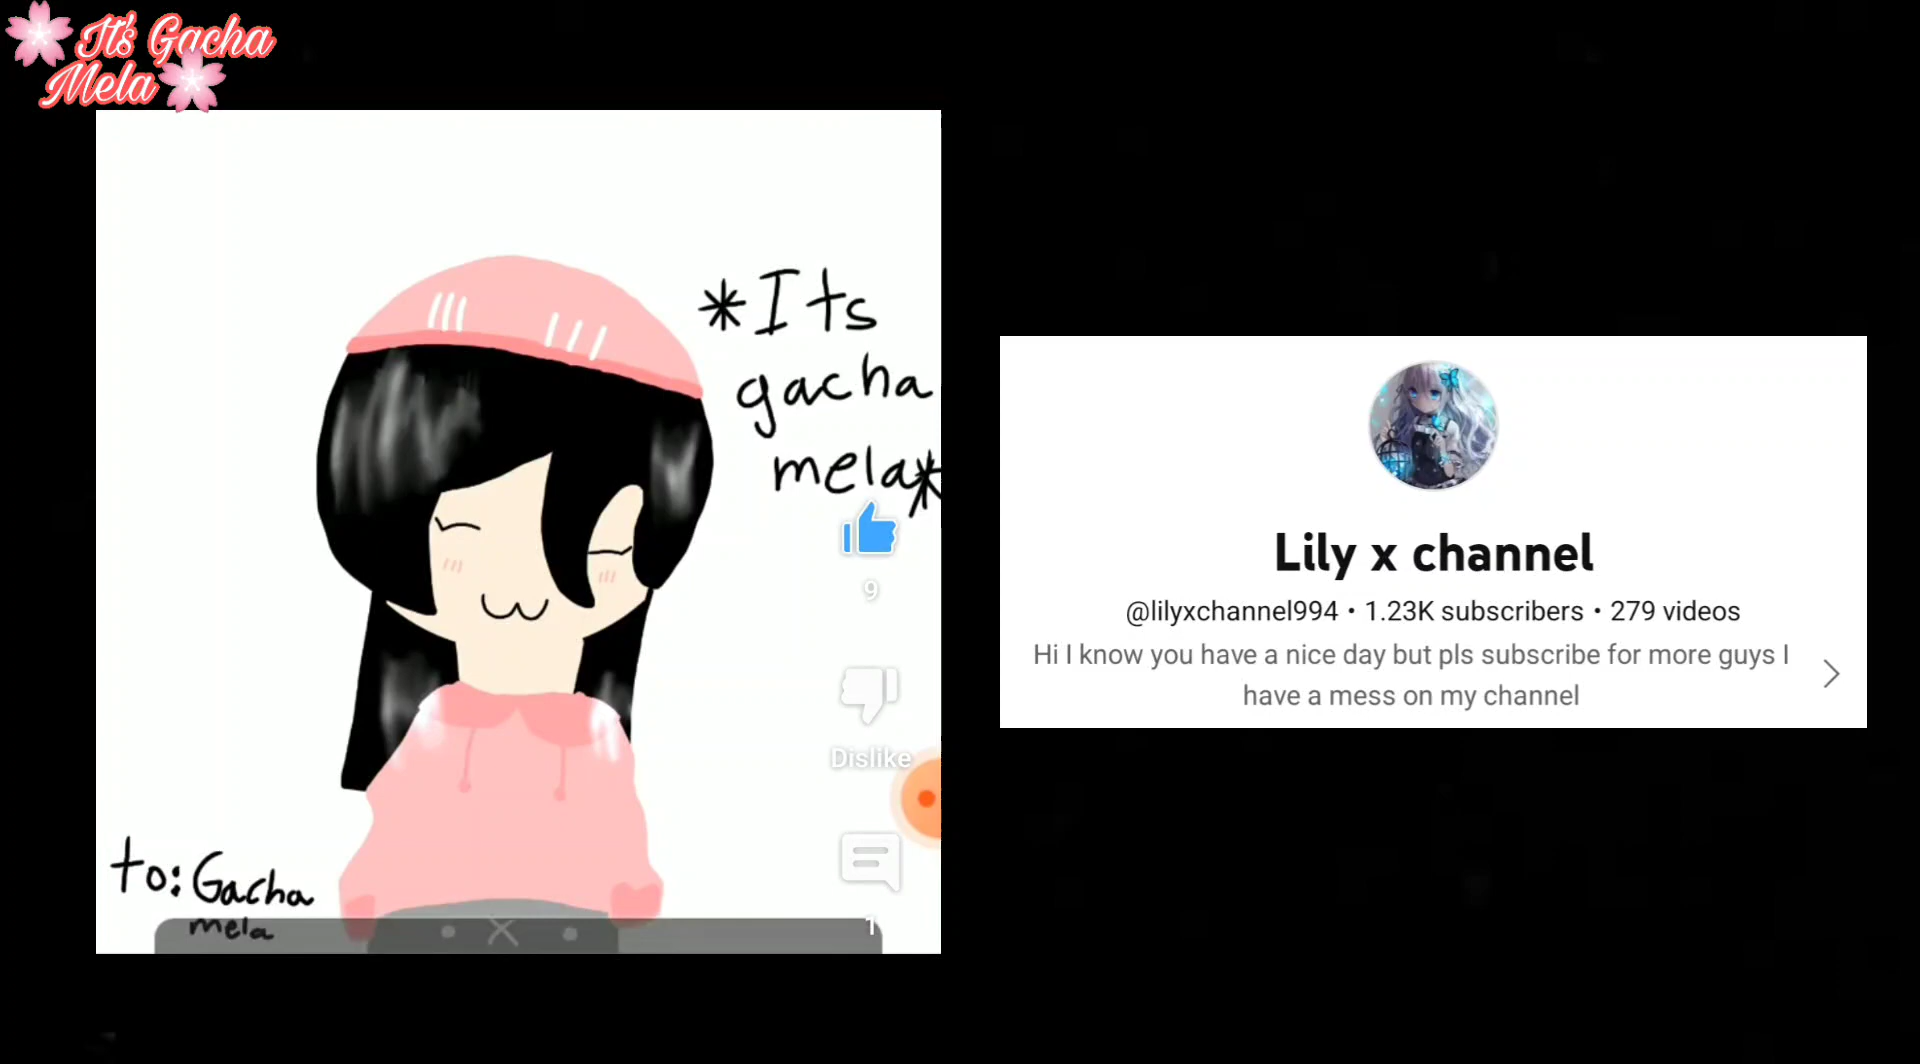 It's Gacha
Mela
*Its
gacha
mela*
9
Dislike
1
to: Gacha
mela
Lily x channel
@lilyxchannel994 • 1.23K subscribers • 279 videos
Hi I know you have a nice day but pls subscribe for more guys I
have a mess on my channel